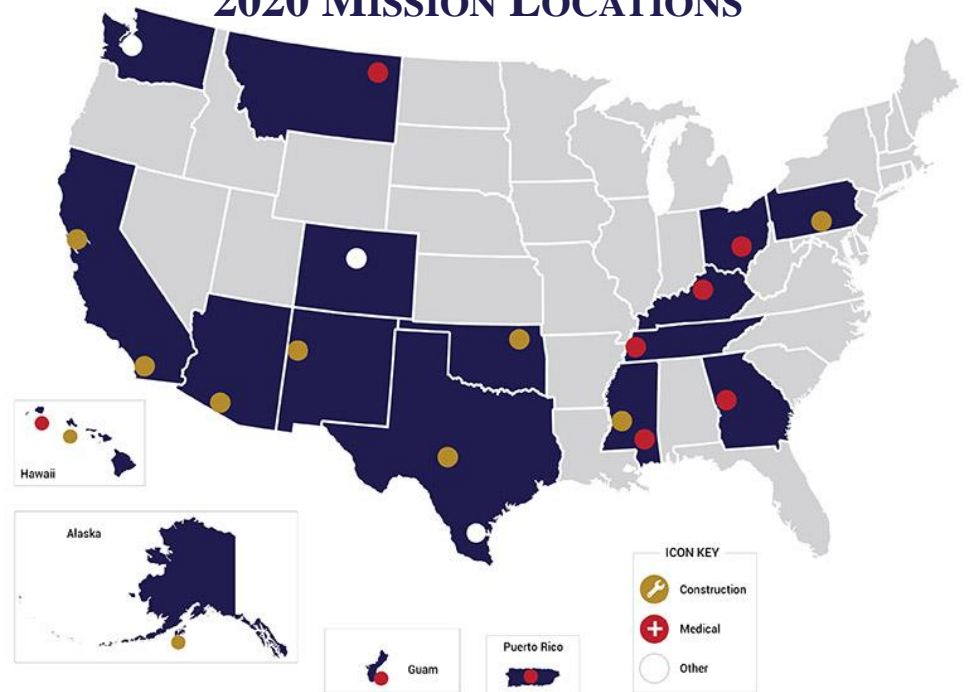 2020 MISSION LOCATIONS
Hawaii
Alaska
Guam
Puerto Rico
ICON KEY
Construction
Medical
Other